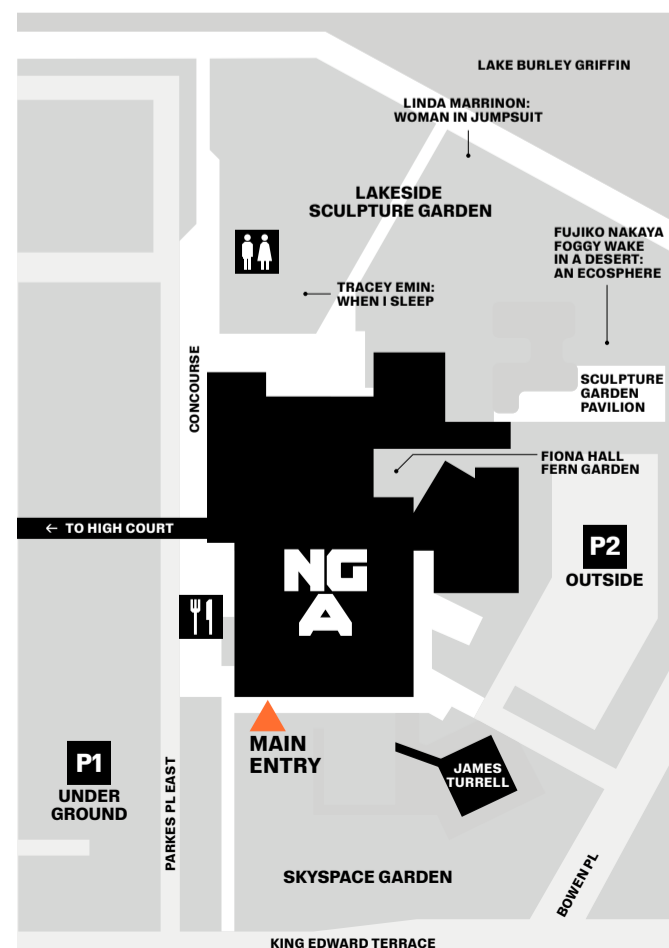 LAKE BURLEY GRIFFIN
LINDA MARRINON:
WOMAN IN JUMPSUIT
LAKESIDE
SCULPTURE GARDEN
FUJIKO NAKAYA
FOGGY WAKE
IN A DESERT:
AN ECOSPHERE
TRACEY EMIN:
WHEN I SLEEP
CONCOURSE
SCULPTURE
GARDEN
PAVILION
FIONA HALL
FERN GARDEN
← TO HIGH COURT
NG
A
P2
OUTSIDE
MAIN
ENTRY
P1
UNDER
GROUND
PARKES PL EAST
JAMES
TURRELL
SKYSPACE GARDEN
BOWEN PL
KING EDWARD TERRACE